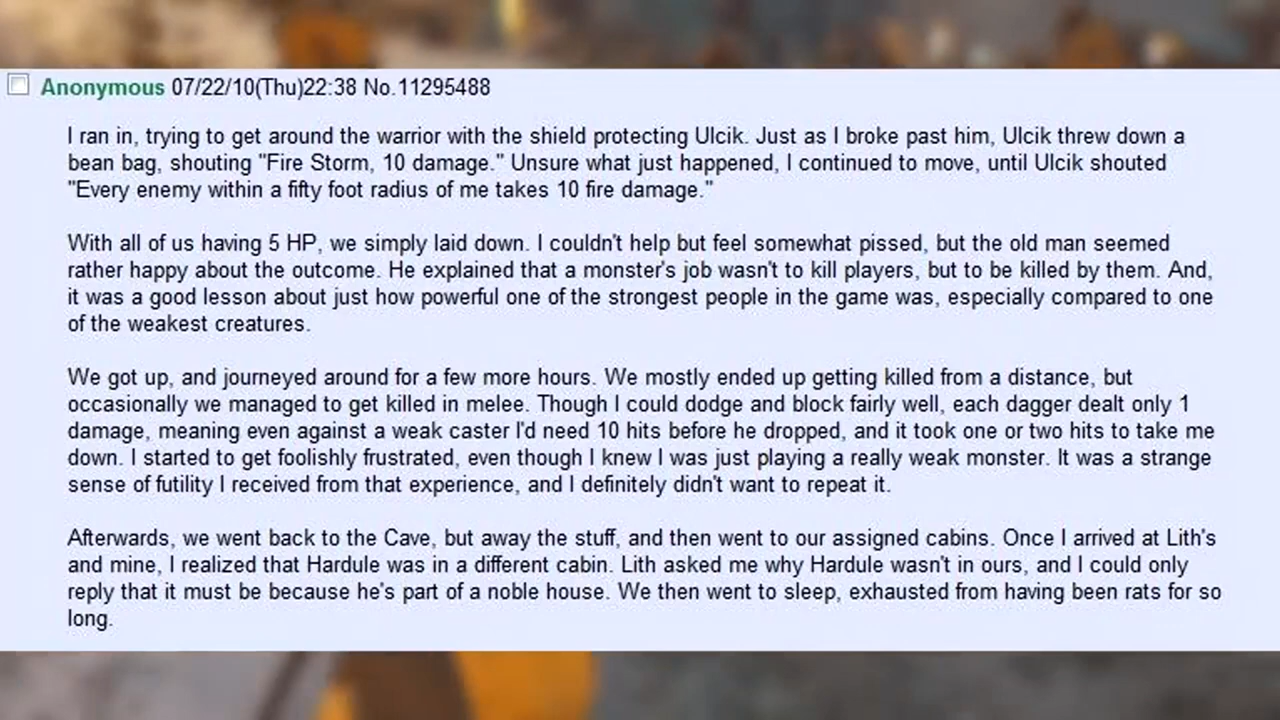 Anonymous 07/22/10(Thu)22:38 No.11295488
I ran in, trying to get around the warrior with the shield protecting Ulcik. Just as I broke past him, Ulcik threw down a
bean bag, shouting "Fire Storm, 10 damage." Unsure what just happened, I continued to move, until Ulcik shouted
"Every enemy within a fifty foot radius of me takes 10 fire damage."
With all of us having 5 HP, we simply laid down. I couldn't help but feel somewhat pissed, but the old man seemed
rather happy about the outcome. He explained that a monster's job wasn't to kill players, but to be killed by them. And,
it was a good lesson about just how powerful one of the strongest people in the game was, especially compared to one
of the weakest creatures.
We got up, and journeyed around for a few more hours. We mostly ended up getting killed from a distance, but
occasionally we managed to get killed in melee. Though I could dodge and block fairly well, each dagger dealt only 1
damage, meaning even against a weak caster I'd need 10 hits before he dropped, and it took one or two hits to take me
down. I started to get foolishly frustrated, even though I knew I was just playing a really weak monster. It was a strange
sense of futility I received from that experience, and I definitely didn't want to repeat it.
Afterwards, we went back to the Cave, but away the stuff, and then went to our assigned cabins. Once I arrived at Lith's
and mine, I realized that Hardule was in a different cabin. Lith asked me why Hardule wasn't in ours, and I could only
reply that it must be because he's part of a noble house. We then went to sleep, exhausted from having been rats for so
long.